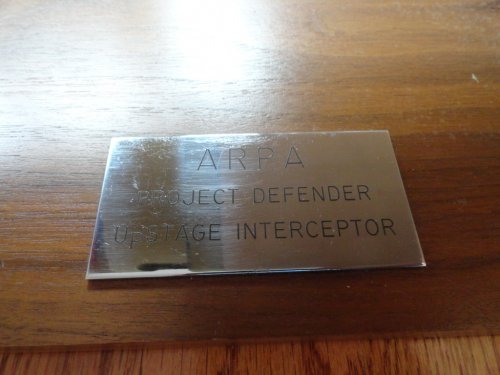 ARPA
PROJECT DEFENDER
UpSTAGE INTERCEPTOR